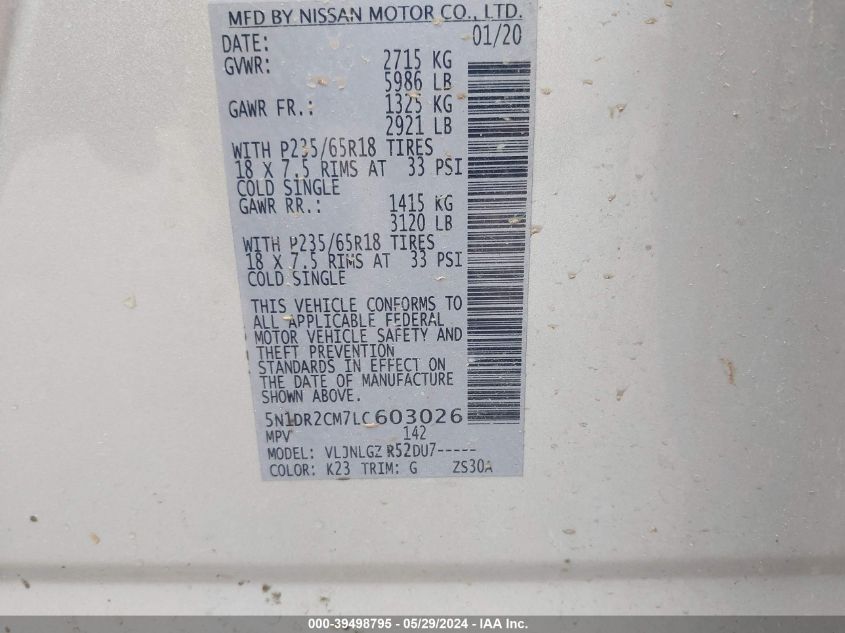 MFD BY NISSAN MOTOR CO., LTD.
DATE: 01/20
GVWR: 2715 KG
5986 LB
GAWR FR.: 1325 KG
2921 LB
WITH P235/65R18 TIRES
18 X 7.5 RIMS AT 33 PSI
COLD SINGLE
GAWR RR.: 1415 KG
3120 LB
WITH P235/65R18 TIRES
18 X 7.5 RIMS AT 33 PSI
COLD SINGLE
THIS VEHICLE CONFORMS TO
ALL APPLICABLE FEDERAL
MOTOR VEHICLE SAFETY AND
THEFT PREVENTION
STANDARDS IN EFFECT ON
THE DATE OF MANUFACTURE
SHOWN ABOVE.
5N1DR2CM7LC603026
MPV 142
MODEL: VLJNLGZ R52DU7-----
COLOR: K23 TRIM: G ZS30A
000-39498795 - 05/29/2024 - IAA Inc.